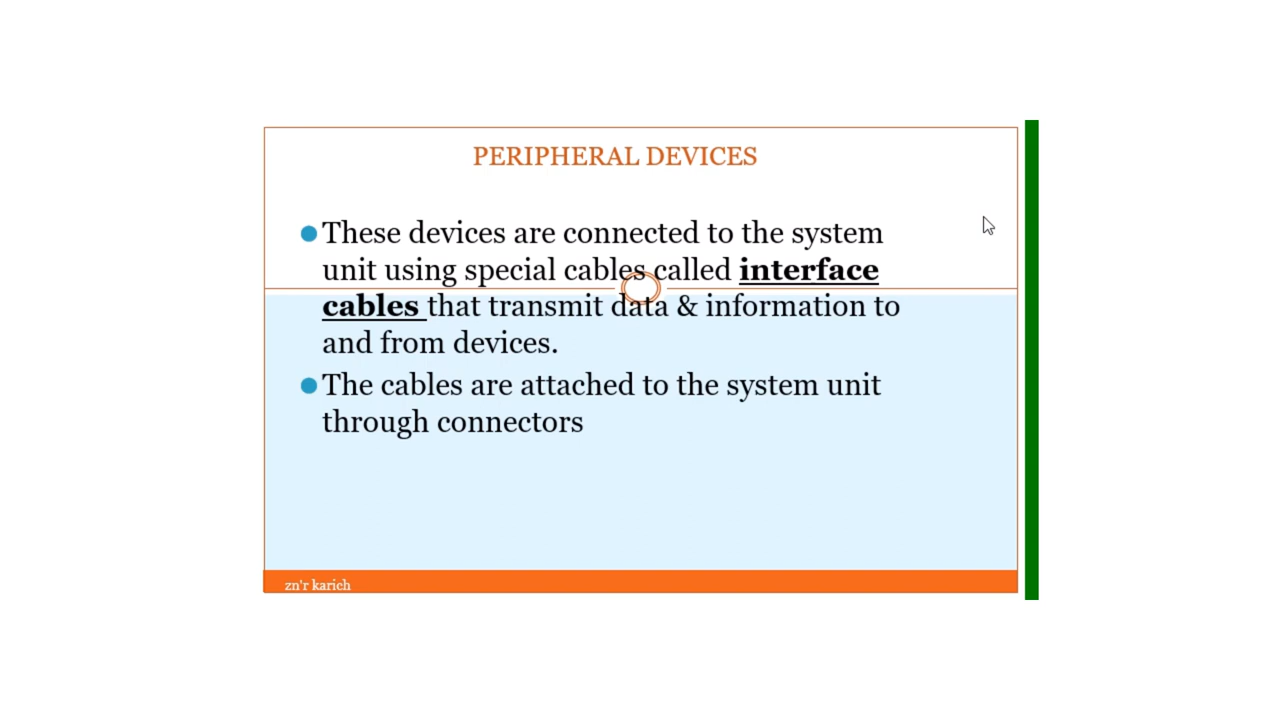 PERIPHERAL DEVICES
These devices are connected to the system
unit using special cables called interface
cables that transmit data & information to
and from devices.
The cables are attached to the system unit
through connectors
zn'r karich